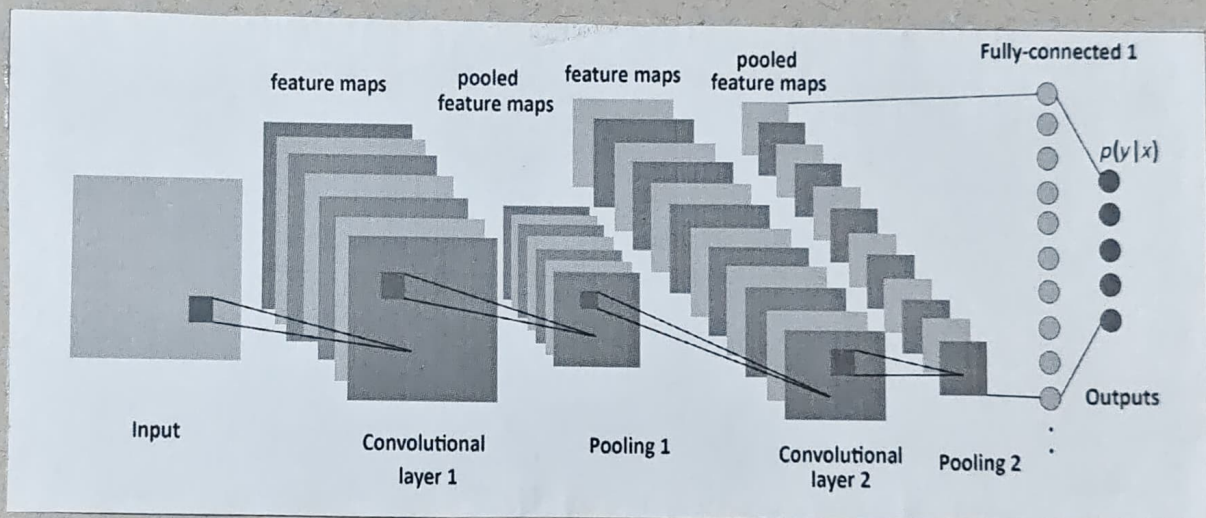 feature maps
pooled
feature maps
feature maps
pooled
feature maps
Fully-connected 1
p(y|x)
Input
Convolutional
layer 1
Pooling 1
Convolutional
layer 2
Pooling 2
Outputs